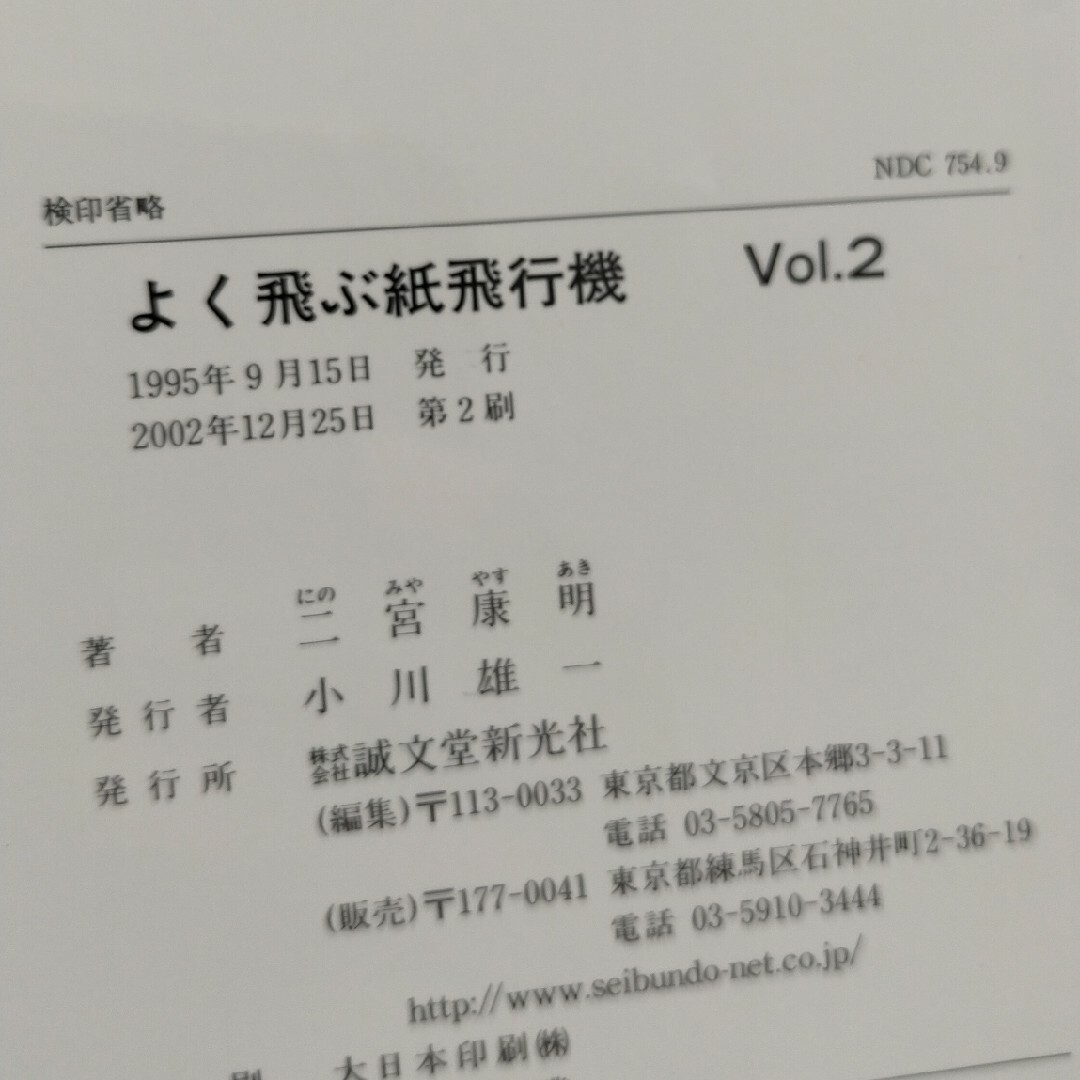 NDC 754.9
検印省略
よく飛ぶ紙飛行機 Vol.2
1995年9月15日 発 行
2002年12月25日 第2刷
にの みや やす あき
著 者 二 宮 康 明
発行者 小 川 雄 一
発行所 株式会社 誠文堂新光社
(編集)〒113-0033 東京都文京区本郷3-3-11
電話 03-5805-7765
(販売)〒177-0041 東京都練馬区石神井町2-36-19
電話 03-5910-3444
http://www.seibundo-net.co.jp/
刷 大日本印刷㈱